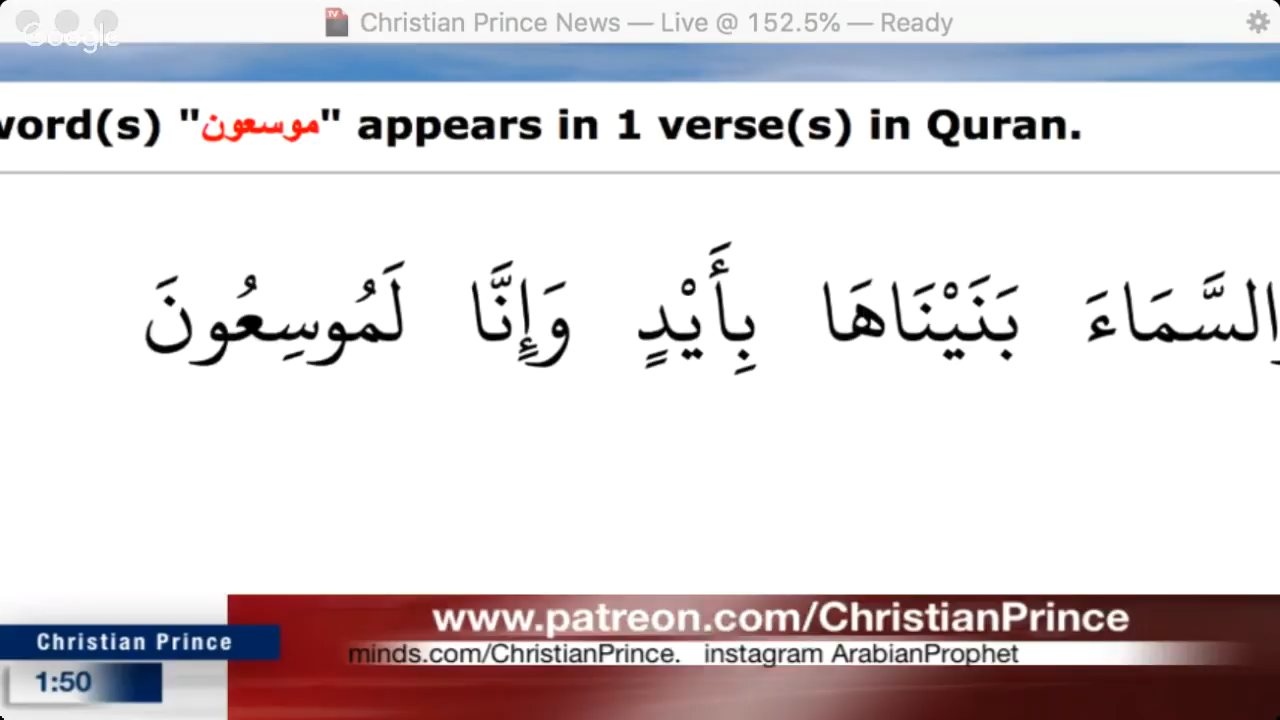 Christian Prince News — Live @ 152.5% — Ready
Google
word(s) "موسعون" appears in 1 verse(s) in Quran.
السَّمَاءَ بَنَيْنَاهَا بِأَيْدٍ وَإِنَّا لَمُوسِعُونَ
www.patreon.com/ChristianPrince
Christian Prince
minds.com/ChristianPrince. instagram ArabianProphet
1:50